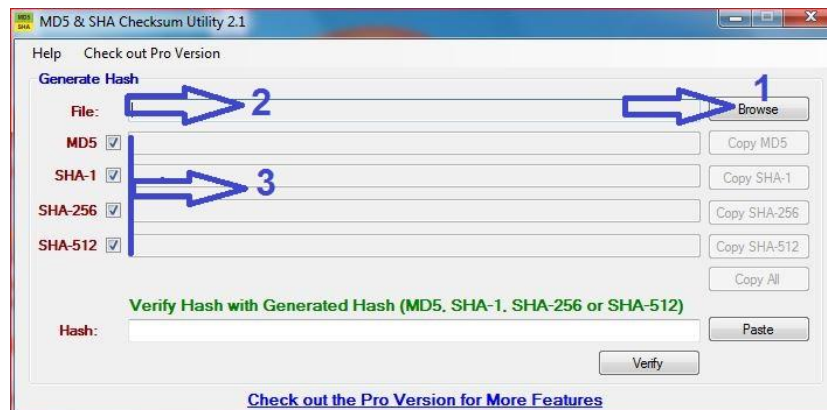 MD5 SHA MD5 & SHA Checksum Utility 2.1
Help Check out Pro Version
Generate Hash
1
File: 2 Browse
MD5 Copy MD5
SHA-1 3 Copy SHA-1
SHA-256 Copy SHA-256
SHA-512 Copy SHA-512
Copy All
Verify Hash with Generated Hash (MD5, SHA-1, SHA-256 or SHA-512)
Hash: Paste
Verify
Check out the Pro Version for More Features